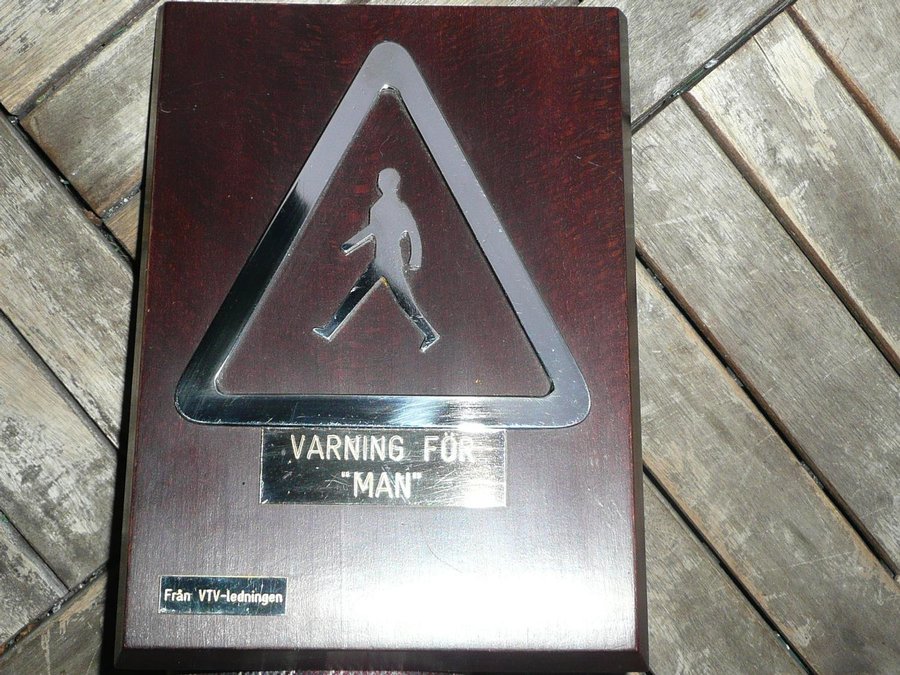 VARNING FÖR
"MAN"
Från VTV-ledningen